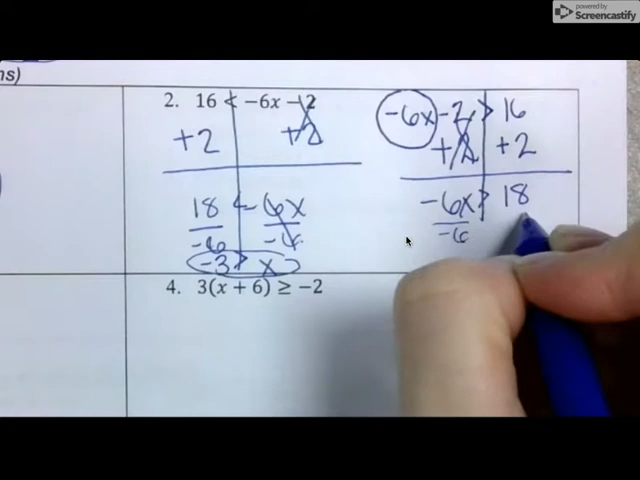 powered by
Screencastify
ns)
2. 16 < −6x − 2
+2 +2
18 < -6x
-6 -6
-3 > x
-6x - 2 > 16
+2 +2
-6x > 18
-6
4. 3(x + 6) ≥ −2